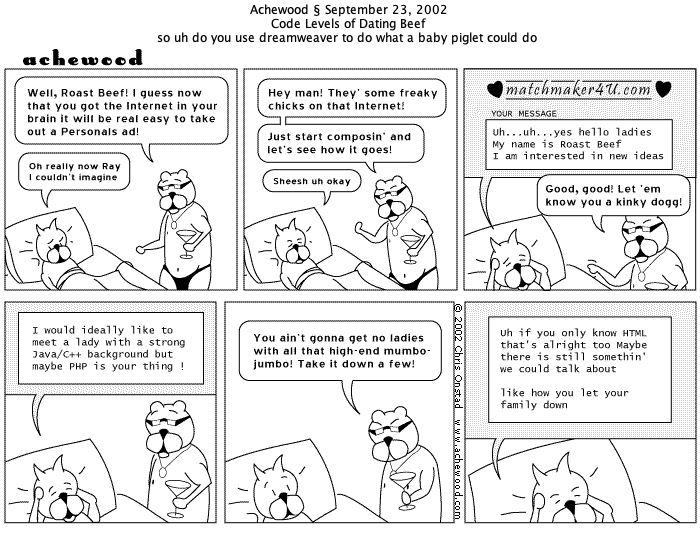 Achewood § September 23, 2002
Code Levels of Dating Beef
so uh do you use dreamweaver to do what a baby piglet could do
achewood
Well, Roast Beef! I guess now
that you got the Internet in your
brain it will be real easy to take
out a Personals ad!
Oh really now Ray
I couldn't imagine
Hey man! They' some freaky
chicks on that Internet!
Just start composin' and
let's see how it goes!
Sheesh uh okay
matchmaker4U.com
YOUR MESSAGE
Uh...uh...yes hello ladies
My name is Roast Beef
I am interested in new ideas
Good, good! Let 'em
know you a kinky dogg!
I would ideally like to
meet a lady with a strong
Java/C++ background but
maybe PHP is your thing !
You ain't gonna get no ladies
with all that high-end mumbo-
jumbo! Take it down a few!
© 2002 Chris Onstad www.achewood.com
Uh if you only know HTML
that's alright too Maybe
there is still somethin'
we could talk about
like how you let your
family down